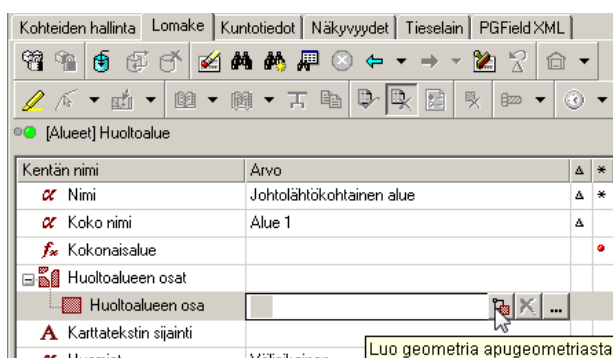 Kohteiden hallinta Lomake Kuntotiedot Näkyvyydet Tieselain PGField XML
[Alueet] Huoltoalue
Kentän nimi Arvo Δ *
α Nimi Johtolähtökohtainen alue Δ *
α Koko nimi Alue 1 Δ
fx Kokonaisalue
Huoltoalueen osat
Huoltoalueen osa ...
A Karttatekstin sijainti
Luo geometria apugeometriasta